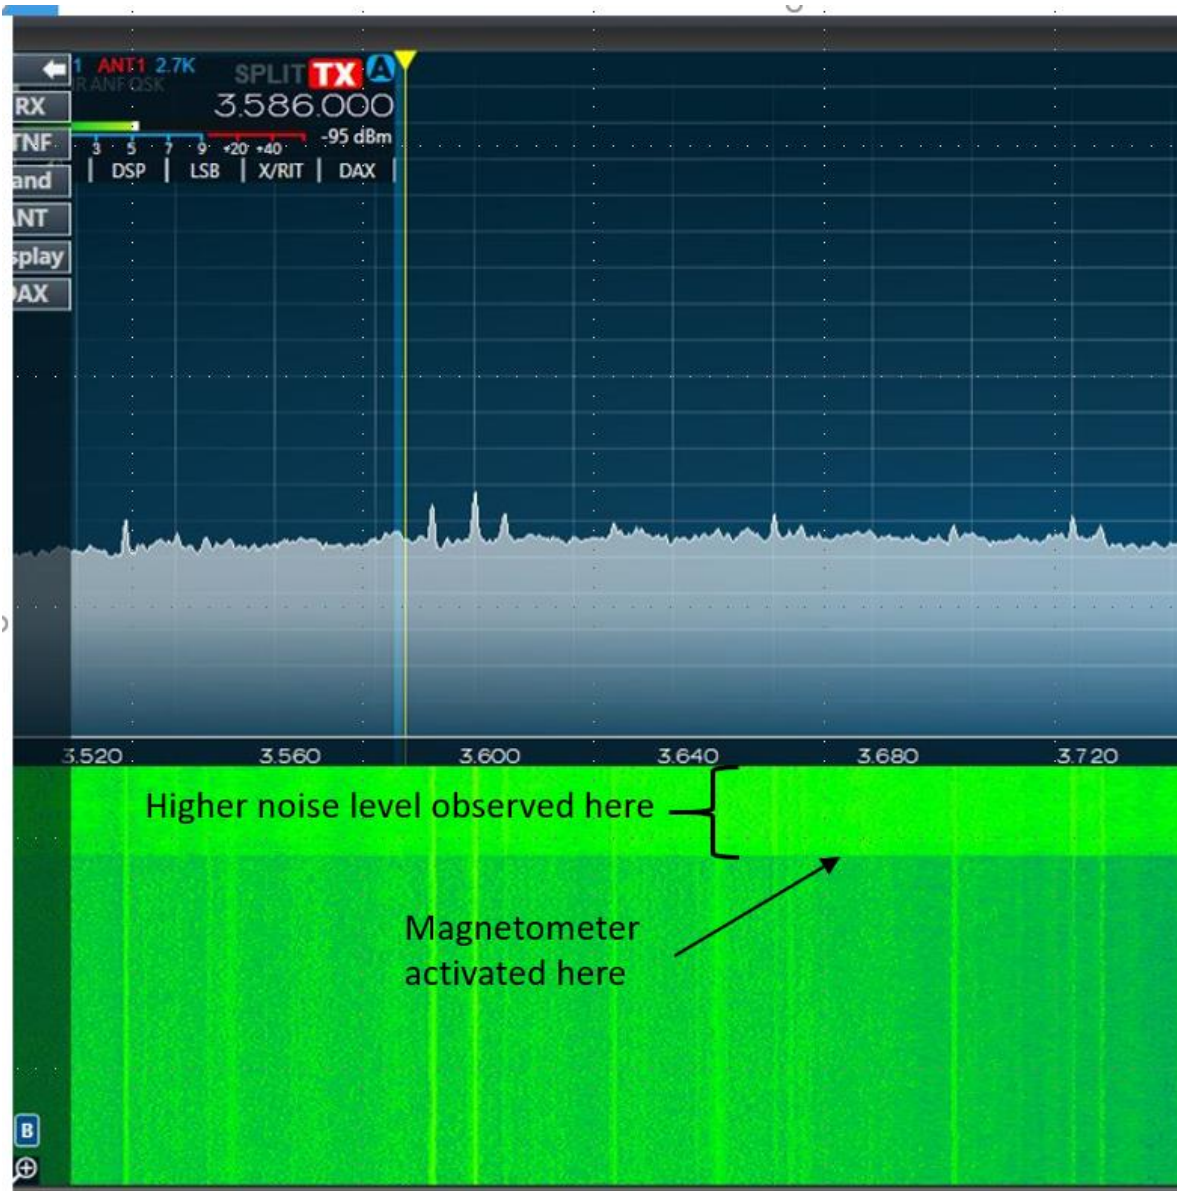 1 ANT1 2.7K SPLIT TX A
ANF QSK
RX 3.586.000
TNF -95 dBm
3 5 7 9 +20 +40
and DSP LSB X/RIT DAX
ANT
splay
DAX
3.520 3.560 3.600 3.640 3.680 3.720
Higher noise level observed here
Magnetometer
activated here
B